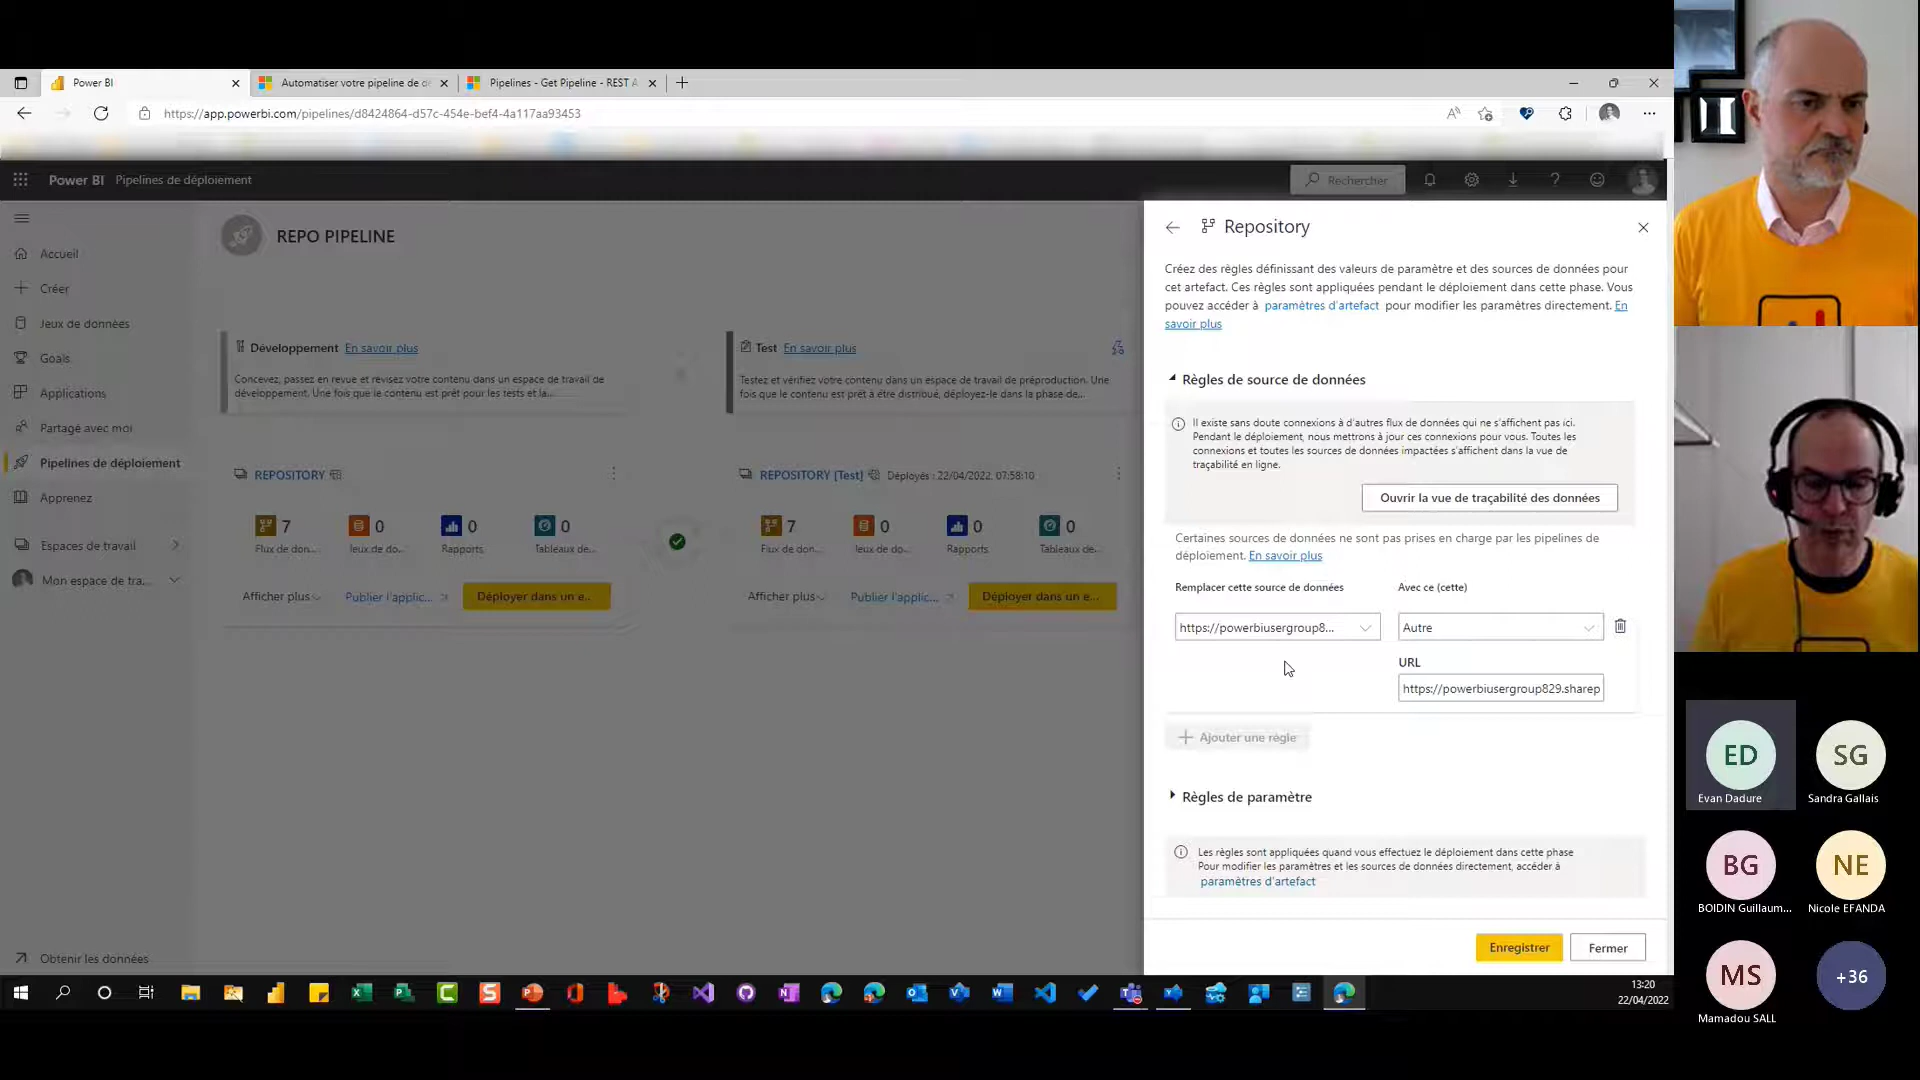 Power BI
Automatiser votre pipeline de dé
Pipelines - Get Pipeline - REST A
https://app.powerbi.com/pipelines/d8424864-d57c-454e-bef4-4a117aa93453
Power BI Pipelines de déploiement
Rechercher
Accueil
Créer
Jeux de données
Goals
Applications
Partagé avec moi
Pipelines de déploiement
Apprenez
Espaces de travail
Mon espace de tra...
Obtenir les données
REPO PIPELINE
Développement En savoir plus
Concevez, passez en revue et révisez votre contenu dans un espace de travail de
développement. Une fois que le contenu est prêt pour les tests et la...
REPOSITORY
7 0 0 0
Flux de don... Jeux de do... Rapports Tableaux de...
Afficher plus Publier l'applic... Déployer dans un e...
Test En savoir plus
Testez et vérifiez votre contenu dans un espace de travail de préproduction. Une
fois que le contenu est prêt à être distribué, déployez-le dans la phase de...
REPOSITORY [Test] Déployés : 22/04/2022, 07:58:10
7 0 0 0
Flux de don... Jeux de do... Rapports Tableaux de...
Afficher plus Publier l'applic... Déployer dans un e...
Repository
Créez des règles définissant des valeurs de paramètre et des sources de données pour
cet artefact. Ces règles sont appliquées pendant le déploiement dans cette phase. Vous
pouvez accéder à paramètres d'artefact pour modifier les paramètres directement. En
savoir plus
Règles de source de données
Il existe sans doute connexions à d'autres flux de données qui ne s'affichent pas ici.
Pendant le déploiement, nous mettrons à jour ces connexions pour vous. Toutes les
connexions et toutes les sources de données impactées s'affichent dans la vue de
traçabilité en ligne.
Ouvrir la vue de traçabilité des données
Certaines sources de données ne sont pas prises en charge par les pipelines de
déploiement. En savoir plus
Remplacer cette source de données Avec ce (cette)
https://powerbiusergroup8... Autre
URL
https://powerbiusergroup829.sharep
Ajouter une règle
Règles de paramètre
Les règles sont appliquées quand vous effectuez le déploiement dans cette phase
Pour modifier les paramètres et les sources de données directement, accéder à
paramètres d'artefact
Enregistrer Fermer
13:20
22/04/2022
ED SG
Evan Dadure Sandra Gallais
BG NE
BOIDIN Guillaum... Nicole EFANDA
MS +36
Mamadou SALL